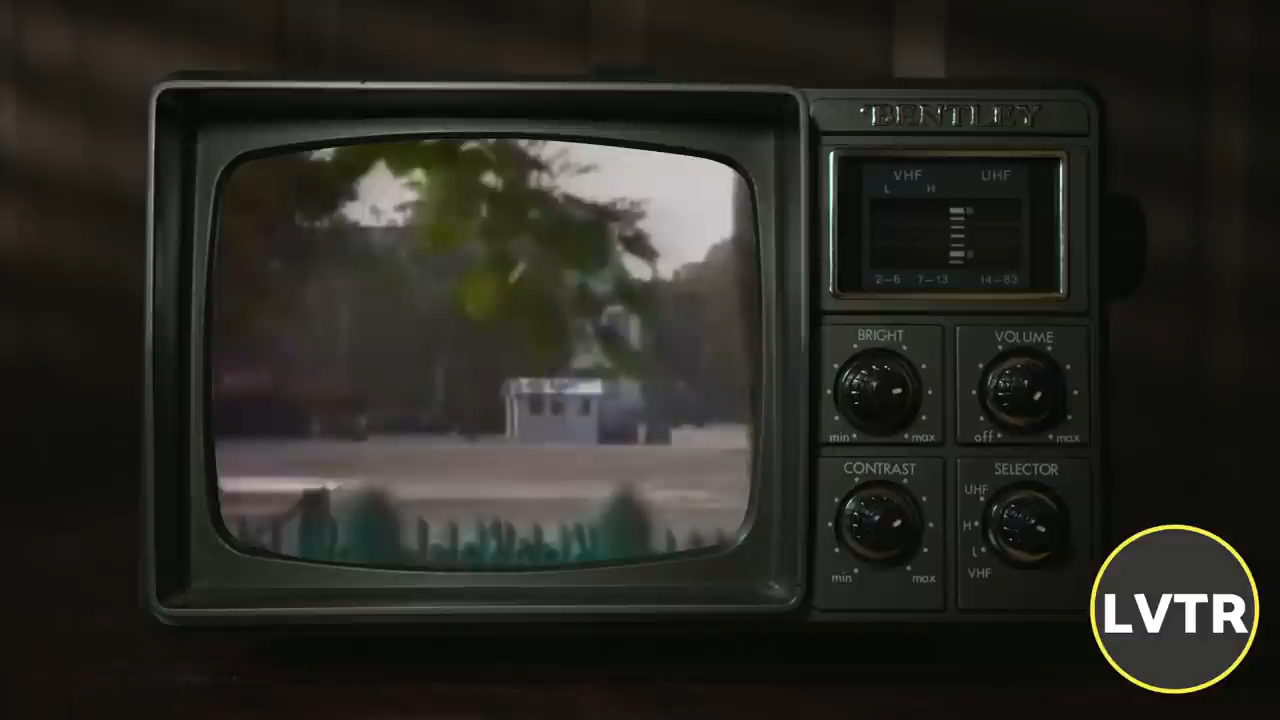 BENTLEY
VHF UHF
L H
2–6 7–13 14–83
BRIGHT
min max
VOLUME
off max
CONTRAST
min max
SELECTOR
UHF
H
L
VHF
LVTR